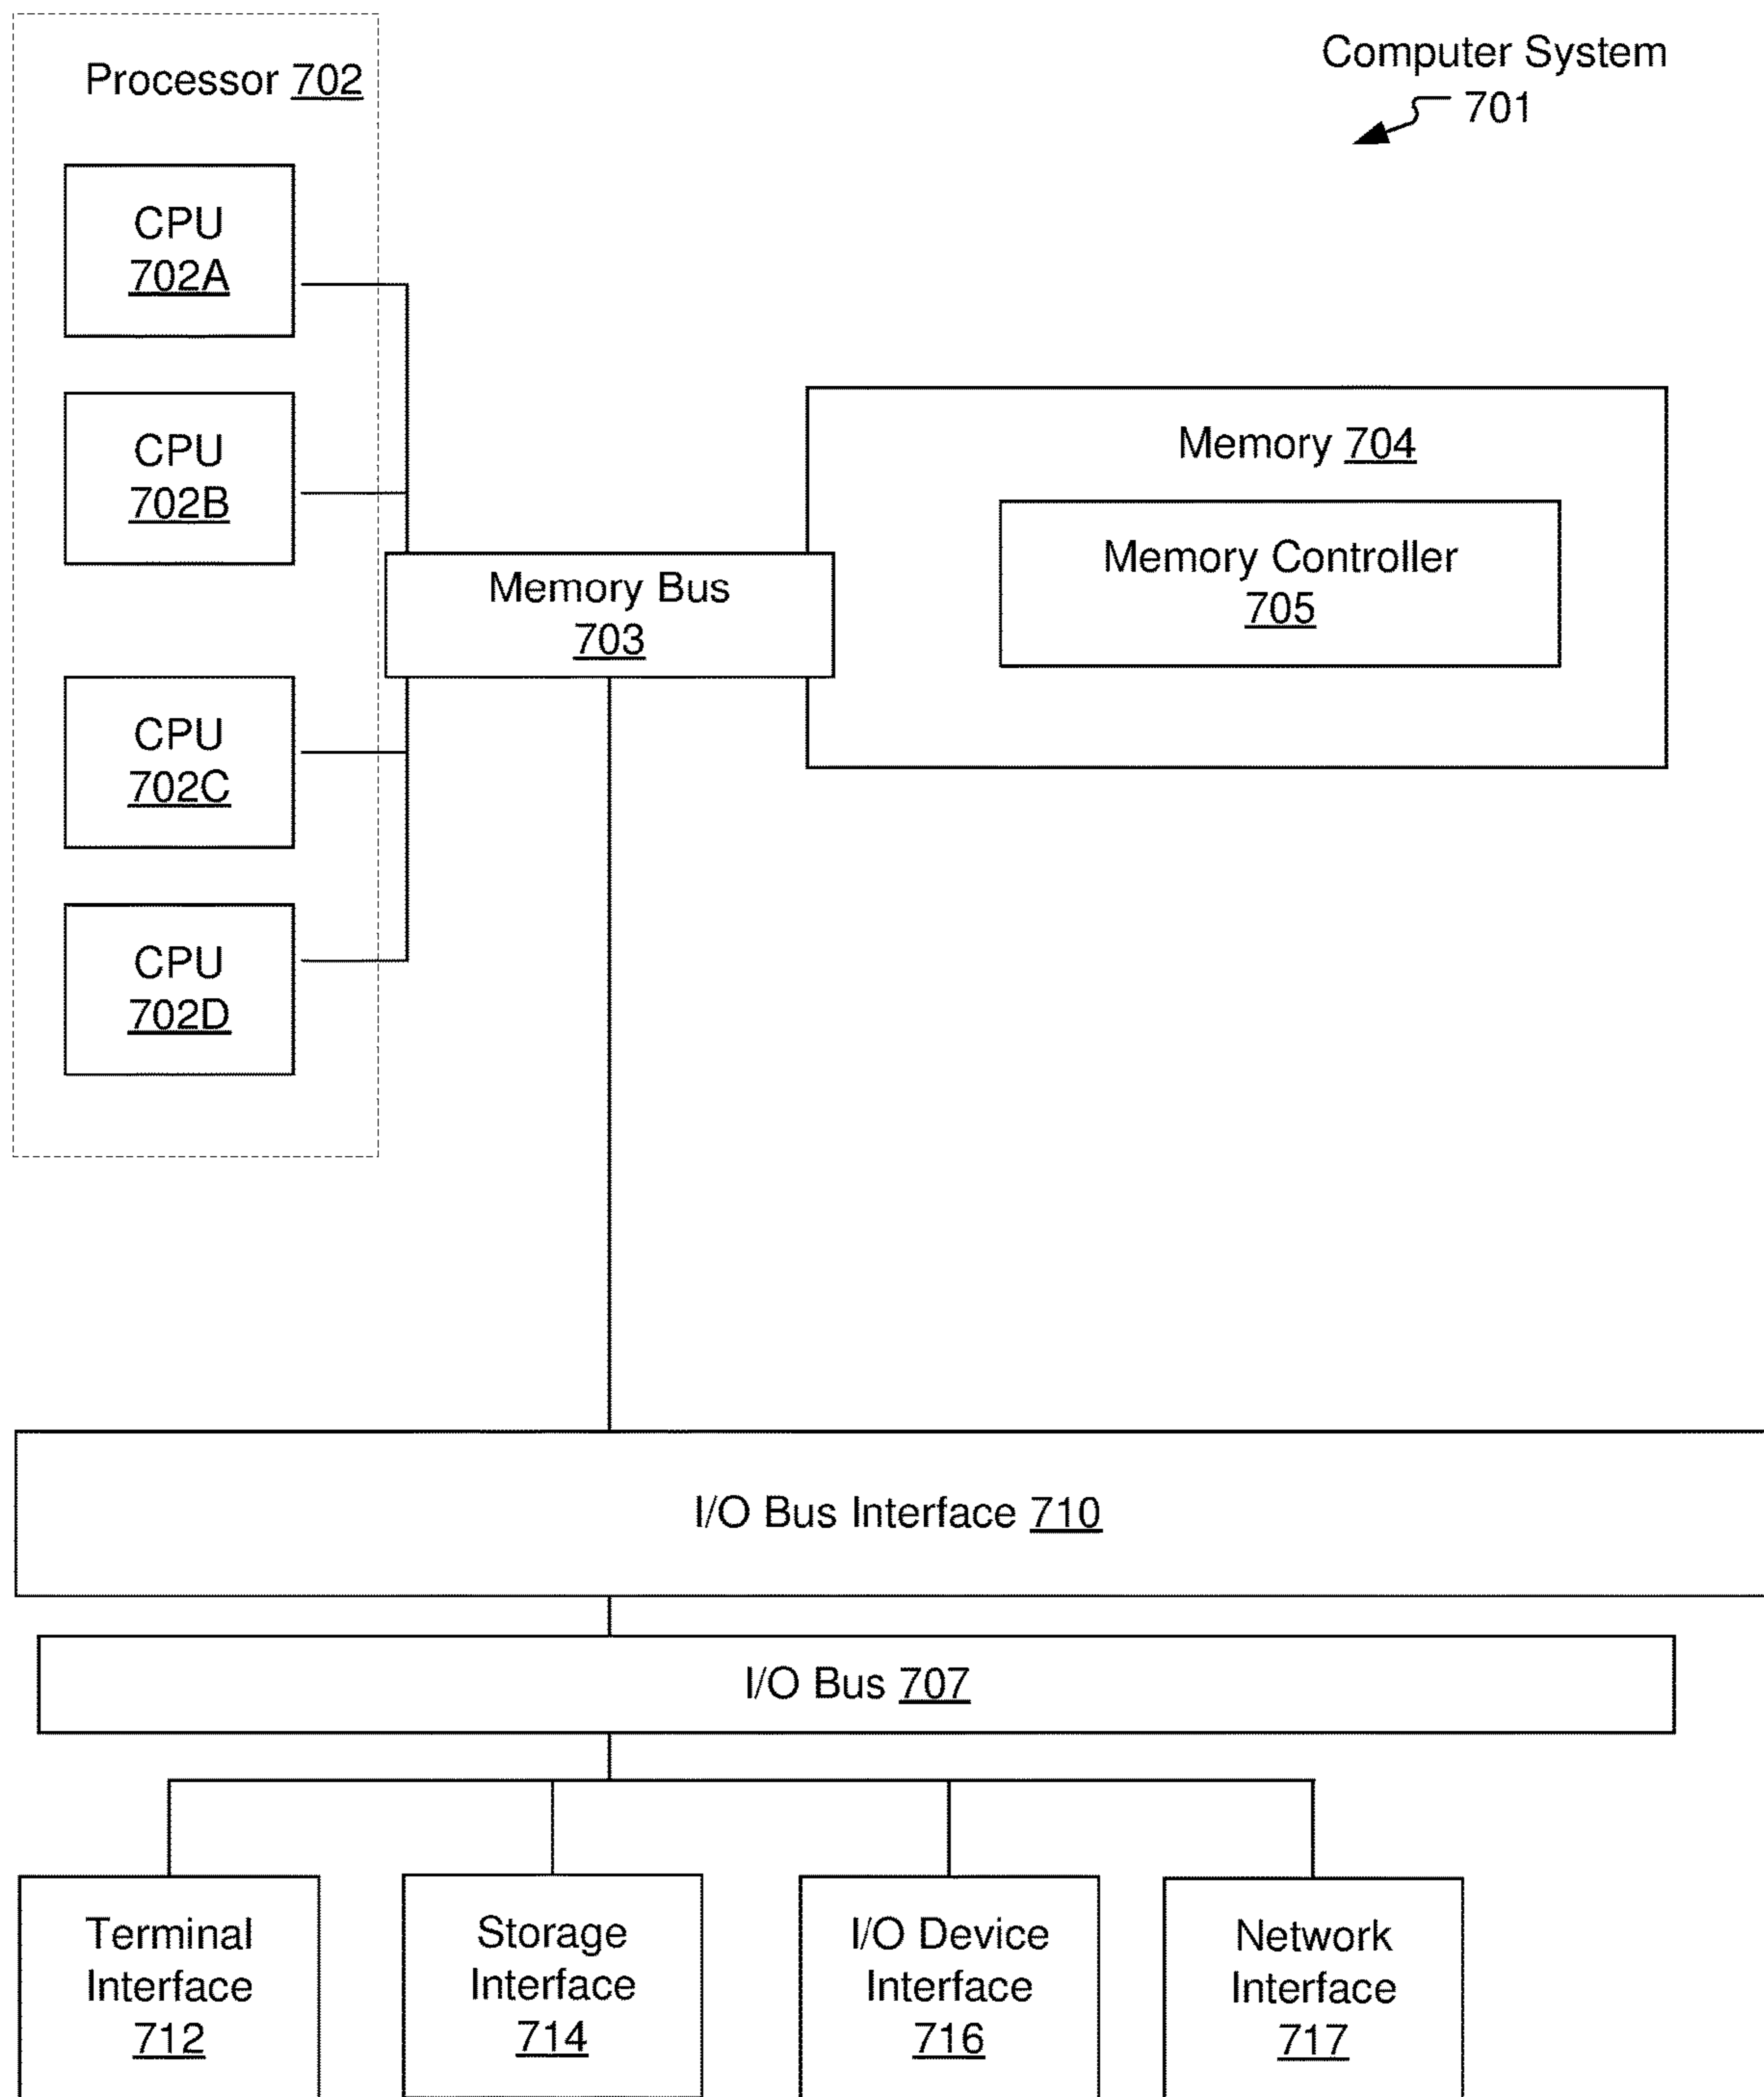 Processor 702
Computer System
701
CPU
702A
CPU
702B
Memory 704
Memory Controller
705
Memory Bus
703
CPU
702C
CPU
702D
I/O Bus Interface 710
I/O Bus 707
Terminal
Interface
712
Storage
Interface
714
I/O Device
Interface
716
Network
Interface
717